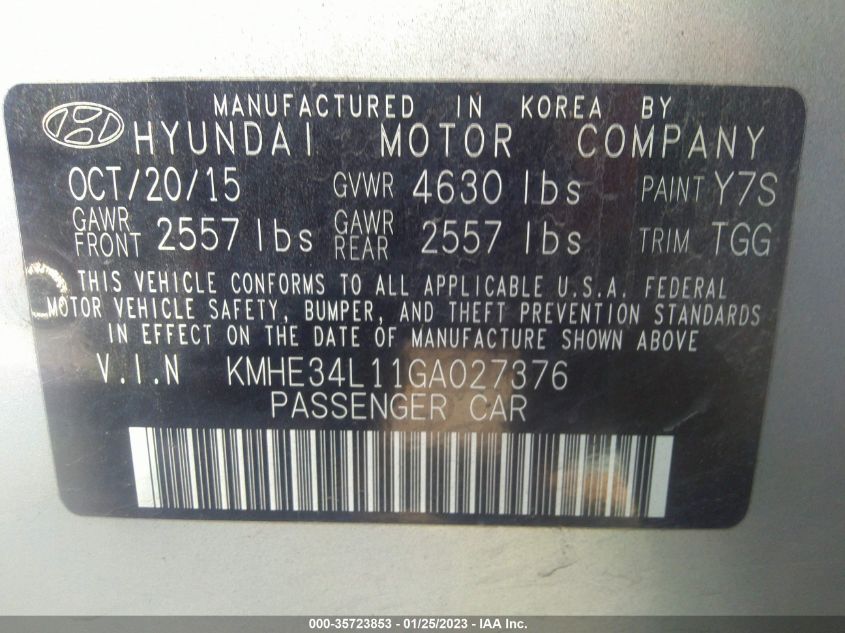 MANUFACTURED IN KOREA BY
HYUNDAI MOTOR COMPANY
OCT/20/15 GVWR 4630 lbs PAINT Y7S
GAWR FRONT 2557 lbs GAWR REAR 2557 lbs TRIM TGG
THIS VEHICLE CONFORMS TO ALL APPLICABLE U.S.A. FEDERAL
MOTOR VEHICLE SAFETY, BUMPER, AND THEFT PREVENTION STANDARDS
IN EFFECT ON THE DATE OF MANUFACTURE SHOWN ABOVE
V.I.N KMHE34L11GA027376
PASSENGER CAR
000-35723853 - 01/25/2023 - IAA Inc.